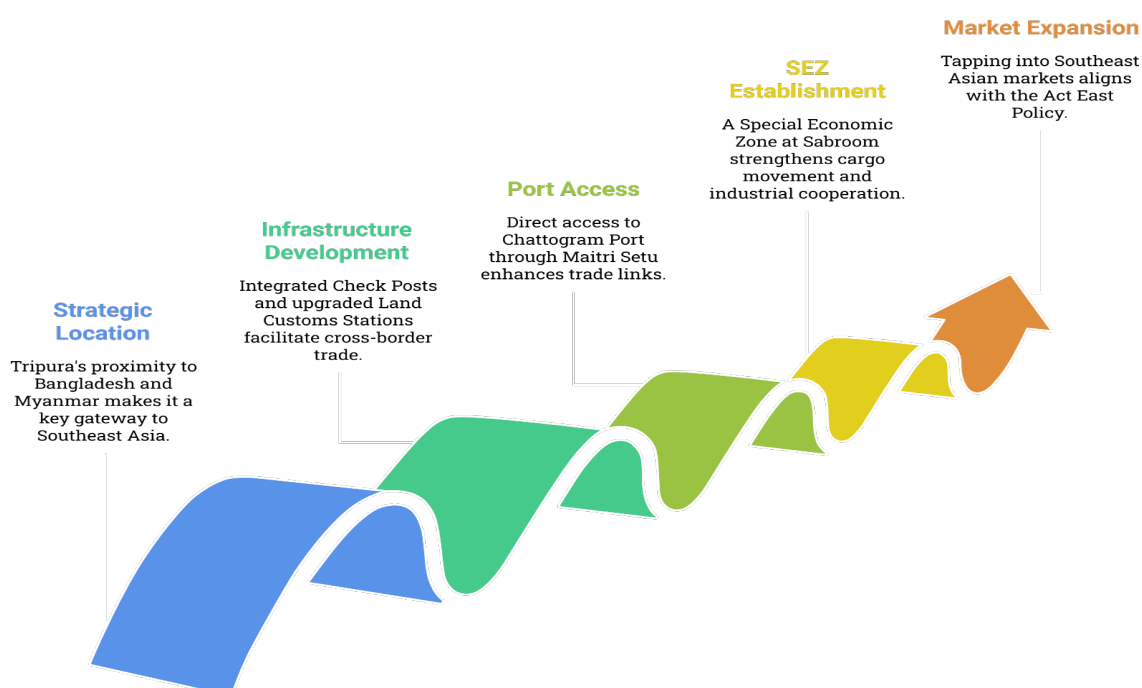 Strategic
Location
Tripura's proximity to
Bangladesh and
Myanmar makes it a
key gateway to
Southeast Asia.
Infrastructure
Development
Integrated Check Posts
and upgraded Land
Customs Stations
facilitate cross-border
trade.
Port Access
Direct access to
Chattogram Port
through Maitri Setu
enhances trade links.
SEZ
Establishment
A Special Economic
Zone at Sabroom
strengthens cargo
movement and
industrial cooperation.
Market Expansion
Tapping into Southeast
Asian markets aligns
with the Act East
Policy.